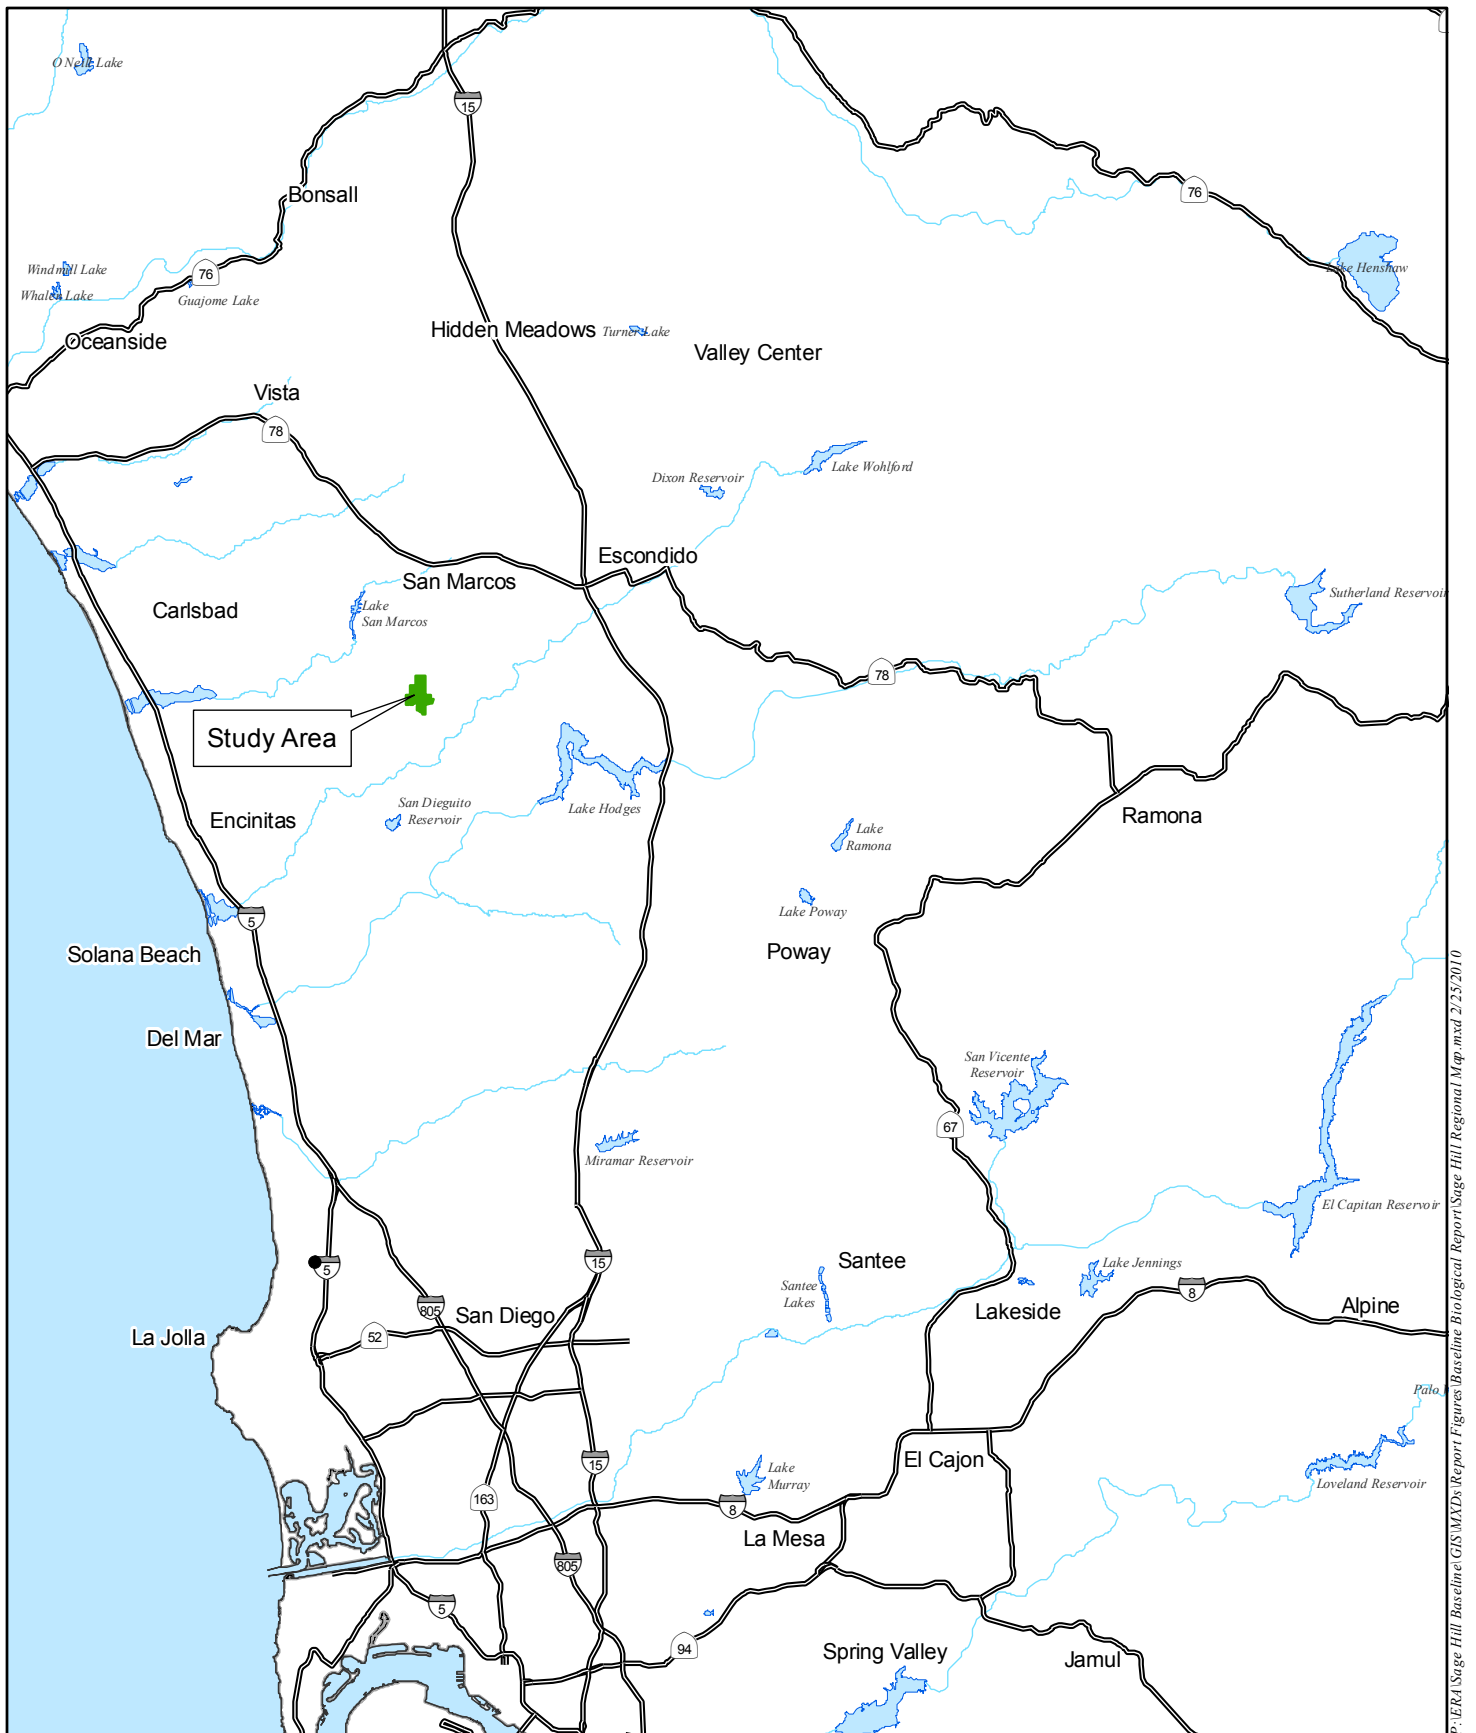 O Neill Lake
15
Bonsall
76
Windmill Lake
76
Lake Henshaw
Whalen Lake
Guajome Lake
Hidden Meadows
Turner Lake
Oceanside
Valley Center
Vista
78
Lake Wohlford
Dixon Reservoir
Escondido
San Marcos
Sutherland Reservoir
Carlsbad
Lake
San Marcos
78
Study Area
San Dieguito
Reservoir
Lake Hodges
Encinitas
Ramona
Lake
Ramona
Lake Poway
5
Solana Beach
Poway
Del Mar
San Vicente
Reservoir
67
Miramar Reservoir
El Capitan Reservoir
5
15
Santee
Lake Jennings
Santee
Lakes
8
805
San Diego
Lakeside
Alpine
La Jolla
52
Palo
El Cajon
15
Lake
Murray
Loveland Reservoir
163
8
La Mesa
805
5
94
Spring Valley
Jamul
P:\ERA\Sage Hill Baseline\GIS\MXDs\Report Figures\Baseline Biological Report\Sage Hill Regional Map.mxd 2/25/2010